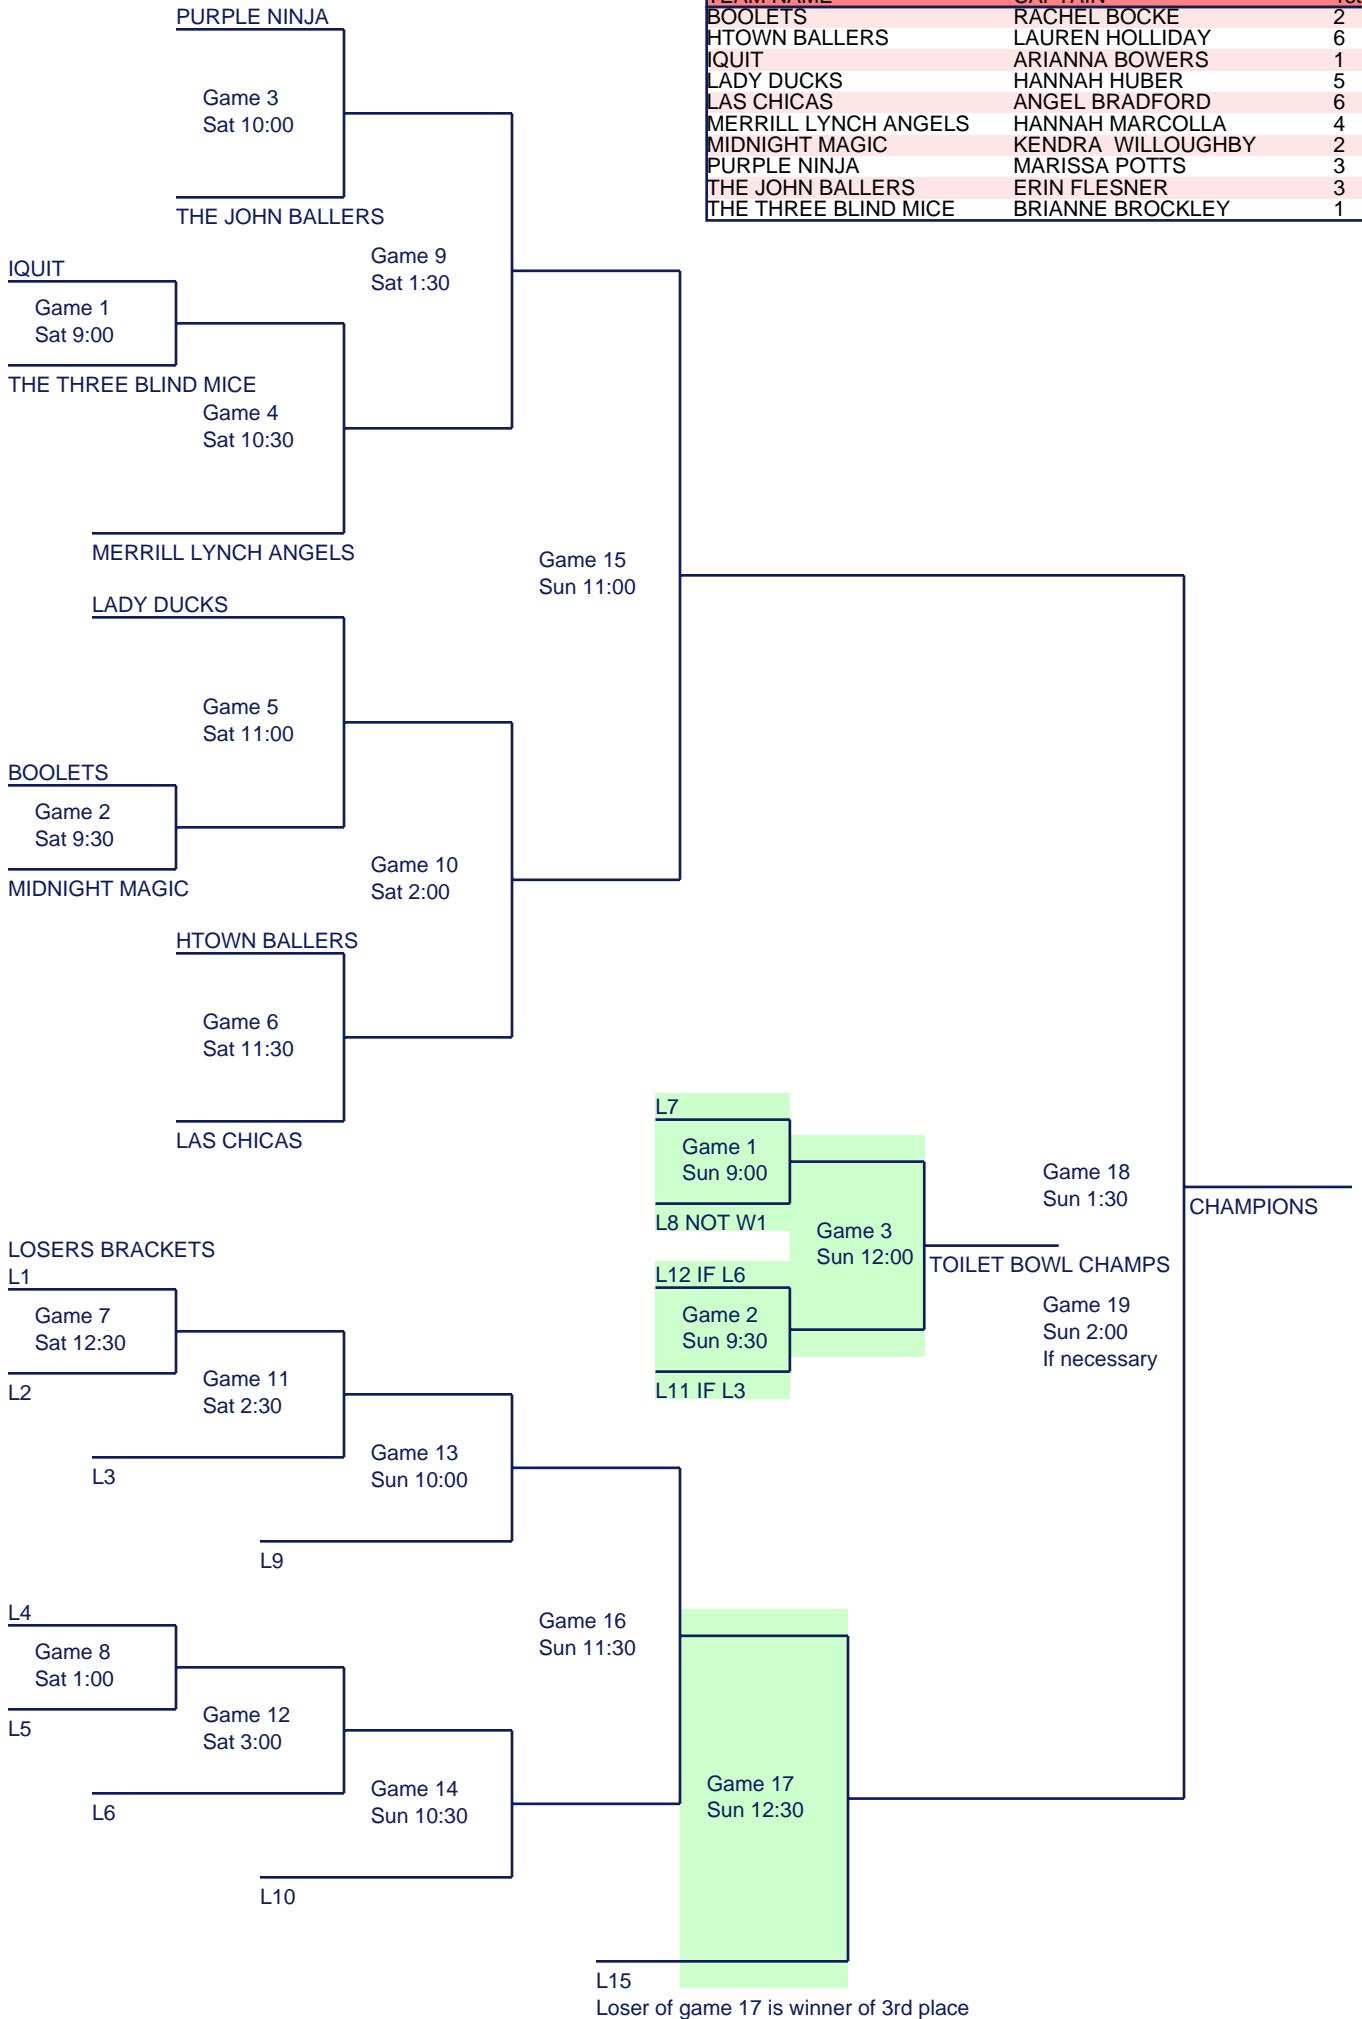 PURPLE NINJA
TEAM NAME CAPTAIN 1st
BOOLETS RACHEL BOCKE 2
HTOWN BALLERS LAUREN HOLLIDAY 6
IQUIT ARIANNA BOWERS 1
LADY DUCKS HANNAH HUBER 5
LAS CHICAS ANGEL BRADFORD 6
MERRILL LYNCH ANGELS HANNAH MARCOLLA 4
MIDNIGHT MAGIC KENDRA WILLOUGHBY 2
PURPLE NINJA MARISSA POTTS 3
THE JOHN BALLERS ERIN FLESNER 3
THE THREE BLIND MICE BRIANNE BROCKLEY 1
Game 3
Sat 10:00
THE JOHN BALLERS
Game 9
Sat 1:30
IQUIT
Game 1
Sat 9:00
THE THREE BLIND MICE
Game 4
Sat 10:30
MERRILL LYNCH ANGELS
Game 15
Sun 11:00
LADY DUCKS
Game 5
Sat 11:00
BOOLETS
Game 2
Sat 9:30
MIDNIGHT MAGIC
Game 10
Sat 2:00
HTOWN BALLERS
Game 6
Sat 11:30
LAS CHICAS
L7
Game 1
Sun 9:00
L8 NOT W1
Game 3
Sun 12:00
L12 IF L6
Game 2
Sun 9:30
L11 IF L3
TOILET BOWL CHAMPS
Game 18
Sun 1:30
CHAMPIONS
Game 19
Sun 2:00
If necessary
LOSERS BRACKETS
L1
Game 7
Sat 12:30
L2
Game 11
Sat 2:30
L3
Game 13
Sun 10:00
L9
L4
Game 8
Sat 1:00
L5
Game 12
Sat 3:00
L6
Game 14
Sun 10:30
L10
Game 16
Sun 11:30
Game 17
Sun 12:30
L15
Loser of game 17 is winner of 3rd place